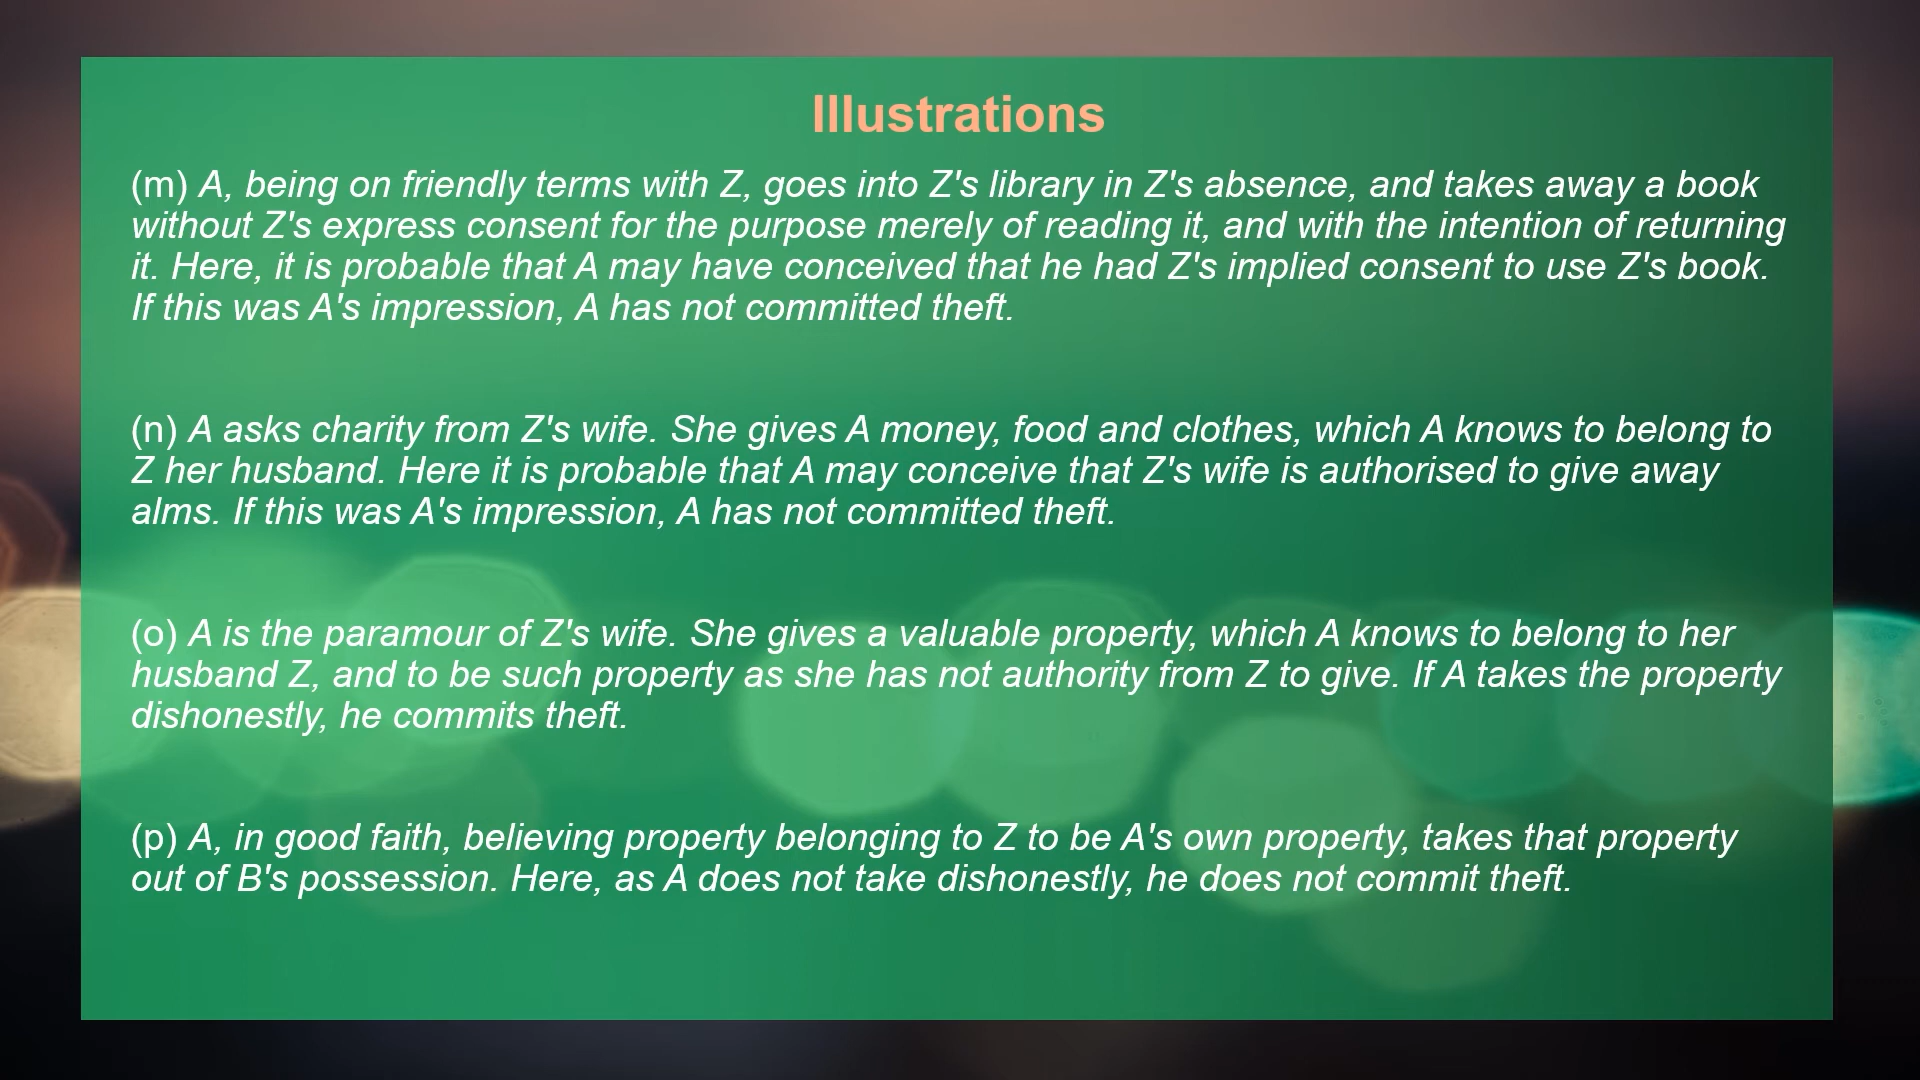 Illustrations
(m) A, being on friendly terms with Z, goes into Z's library in Z's absence, and takes away a book
without Z's express consent for the purpose merely of reading it, and with the intention of returning
it. Here, it is probable that A may have conceived that he had Z's implied consent to use Z's book.
If this was A's impression, A has not committed theft.
(n) A asks charity from Z's wife. She gives A money, food and clothes, which A knows to belong to
Z her husband. Here it is probable that A may conceive that Z's wife is authorised to give away
alms. If this was A's impression, A has not committed theft.
(o) A is the paramour of Z's wife. She gives a valuable property, which A knows to belong to her
husband Z, and to be such property as she has not authority from Z to give. If A takes the property
dishonestly, he commits theft.
(p) A, in good faith, believing property belonging to Z to be A's own property, takes that property
out of B's possession. Here, as A does not take dishonestly, he does not commit theft.